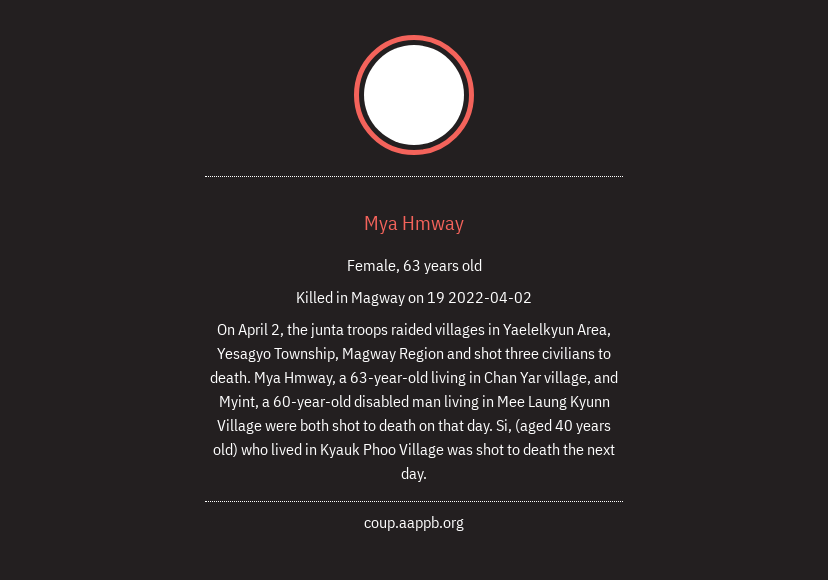 Mya Hmway
Female, 63 years old
Killed in Magway on 19 2022-04-02
On April 2, the junta troops raided villages in Yaelelkyun Area,
Yesagyo Township, Magway Region and shot three civilians to
death. Mya Hmway, a 63-year-old living in Chan Yar village, and
Myint, a 60-year-old disabled man living in Mee Laung Kyunn
Village were both shot to death on that day. Si, (aged 40 years
old) who lived in Kyauk Phoo Village was shot to death the next
day.
coup.aappb.org